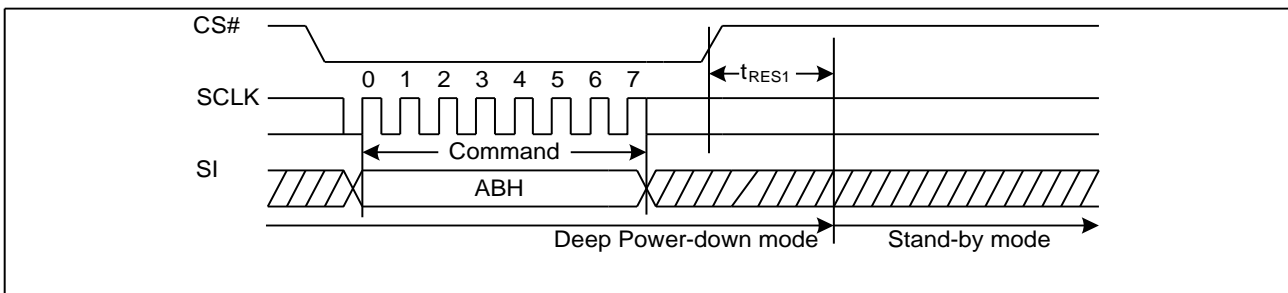 CS#
tRES1
0 1 2 3 4 5 6 7
SCLK
Command
SI
ABH
Deep Power-down mode Stand-by mode